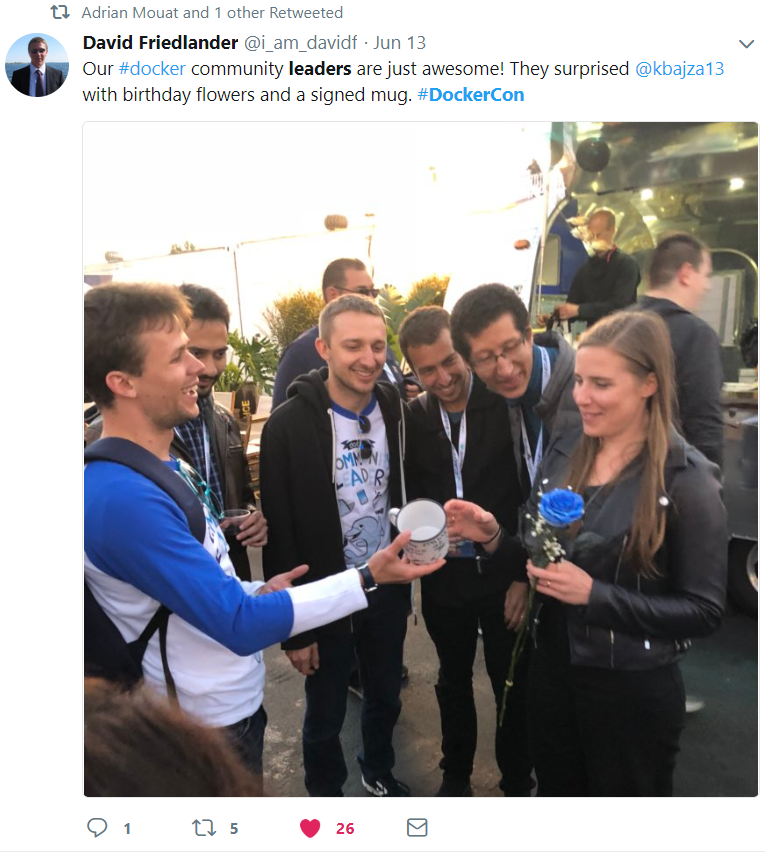 Adrian Mouat and 1 other Retweeted
David Friedlander @i_am_davidf · Jun 13
Our #docker community leaders are just awesome! They surprised @kbajza13
with birthday flowers and a signed mug. #DockerCon
LEADER
1 5 26